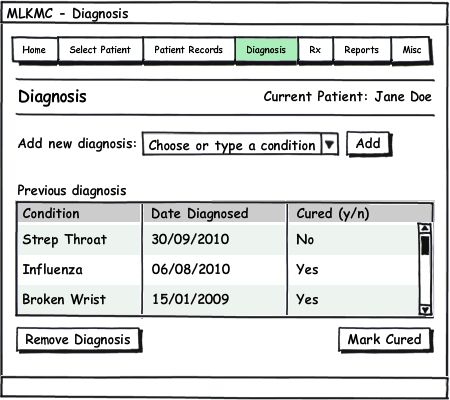 MLKMC - Diagnosis
Home Select Patient Patient Records Diagnosis Rx Reports Misc
Diagnosis Current Patient: Jane Doe
Add new diagnosis: Choose or type a condition Add
Previous diagnosis
Condition Date Diagnosed Cured (y/n)
Strep Throat 30/09/2010 No
Influenza 06/08/2010 Yes
Broken Wrist 15/01/2009 Yes
Remove Diagnosis Mark Cured